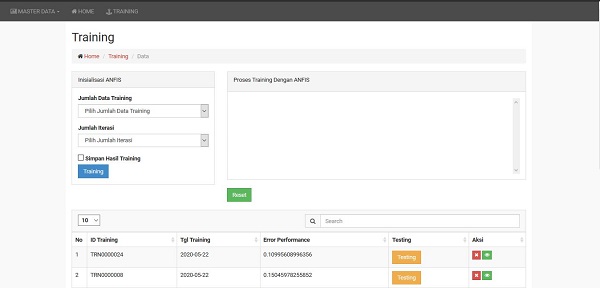 MASTER DATA HOME TRAINING
Training
Home / Training / Data
Inisialisasi ANFIS
Jumlah Data Training
Pilih Jumlah Data Training
Jumlah Iterasi
Pilih Jumlah Iterasi
Simpan Hasil Training
Training
Proses Training Dengan ANFIS
Reset
10 Search
No ID Training Tgl Training Error Performance Testing Aksi
1 TRN0000024 2020-05-22 0.10995608996356 Testing
2 TRN0000008 2020-05-22 0.15045978255652 Testing